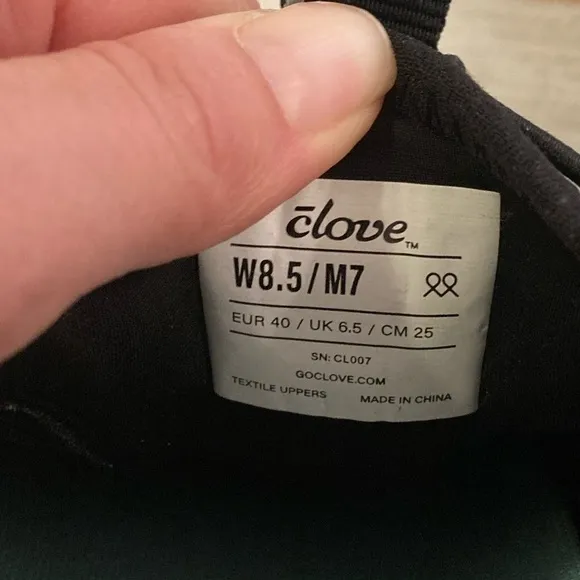 clove™
W8.5/M7
EUR 40 / UK 6.5 / CM 25
SN: CL007
GOCLOVE.COM
TEXTILE UPPERS MADE IN CHINA